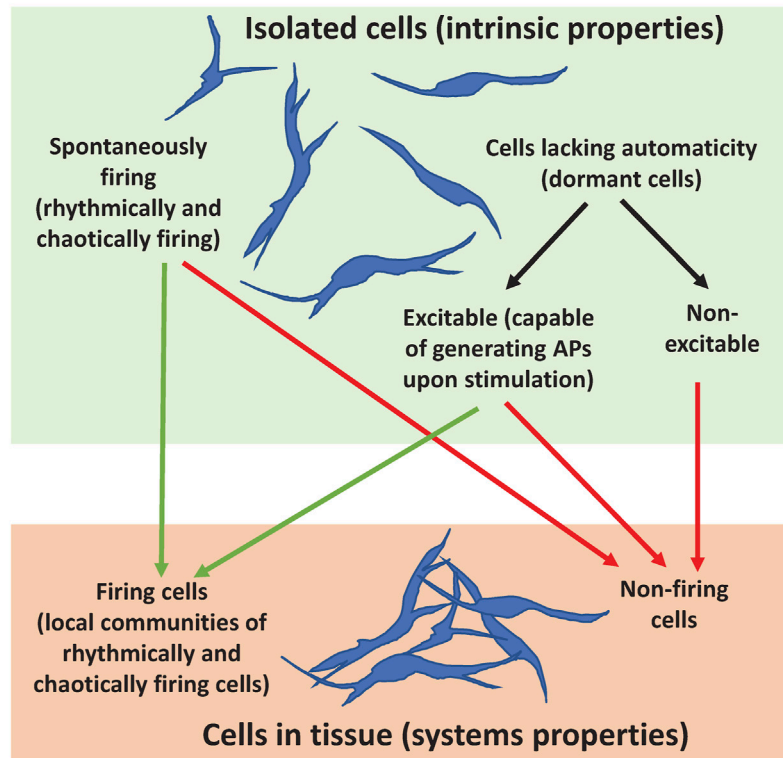 Isolated cells (intrinsic properties)
Spontaneously
firing
(rhythmically and
chaotically firing)
Cells lacking automaticity
(dormant cells)
Excitable (capable
of generating APs
upon stimulation)
Non-
excitable
Firing cells
(local communities of
rhythmically and
chaotically firing cells)
Non-firing
cells
Cells in tissue (systems properties)